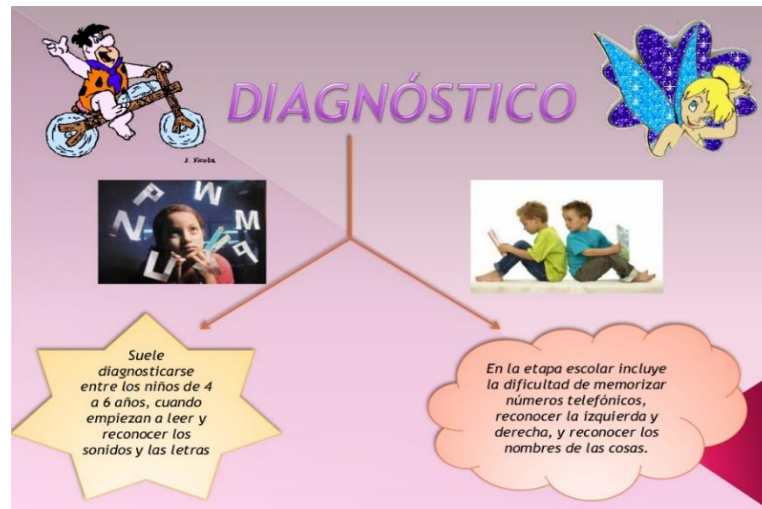 DIAGNÓSTICO
Suele
diagnosticarse
entre los niños de 4
a 6 años, cuando
empiezan a leer y
reconocer los
sonidos y las letras
En la etapa escolar incluye
la dificultad de memorizar
números telefónicos,
reconocer la izquierda y
derecha, y reconocer los
nombres de las cosas.